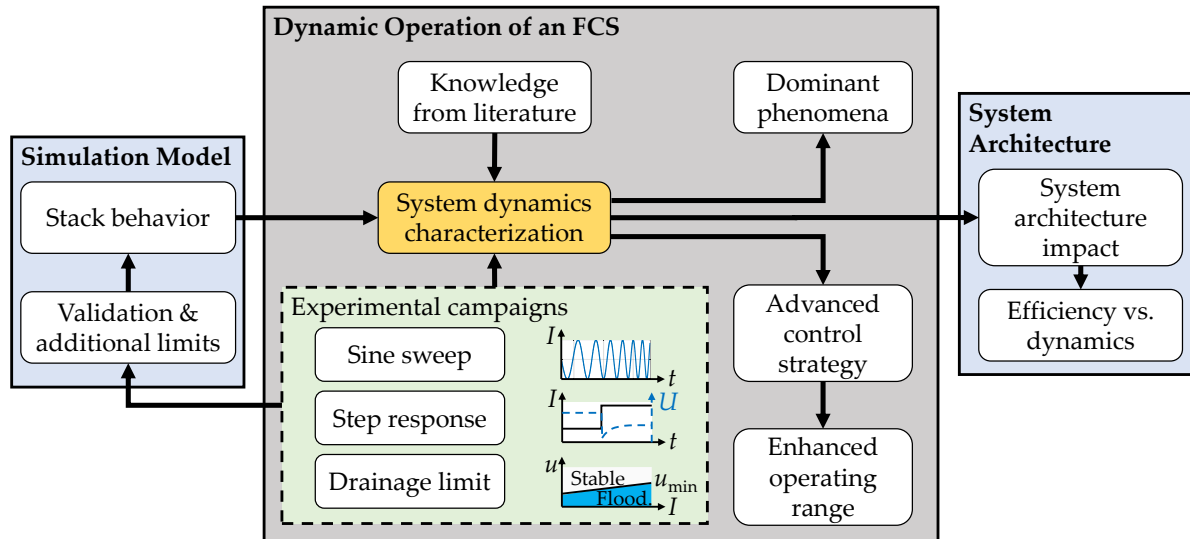 Dynamic Operation of an FCS
Knowledge
from literature
Dominant
phenomena
System
Architecture
Simulation Model
Stack behavior
System dynamics
characterization
System
architecture
impact
Validation &
additional limits
Experimental campaigns
Sine sweep
I
t
Step response
I
U
t
Drainage limit
u
Stable
u_min
Flood.
I
Advanced
control
strategy
Enhanced
operating
range
Efficiency vs.
dynamics